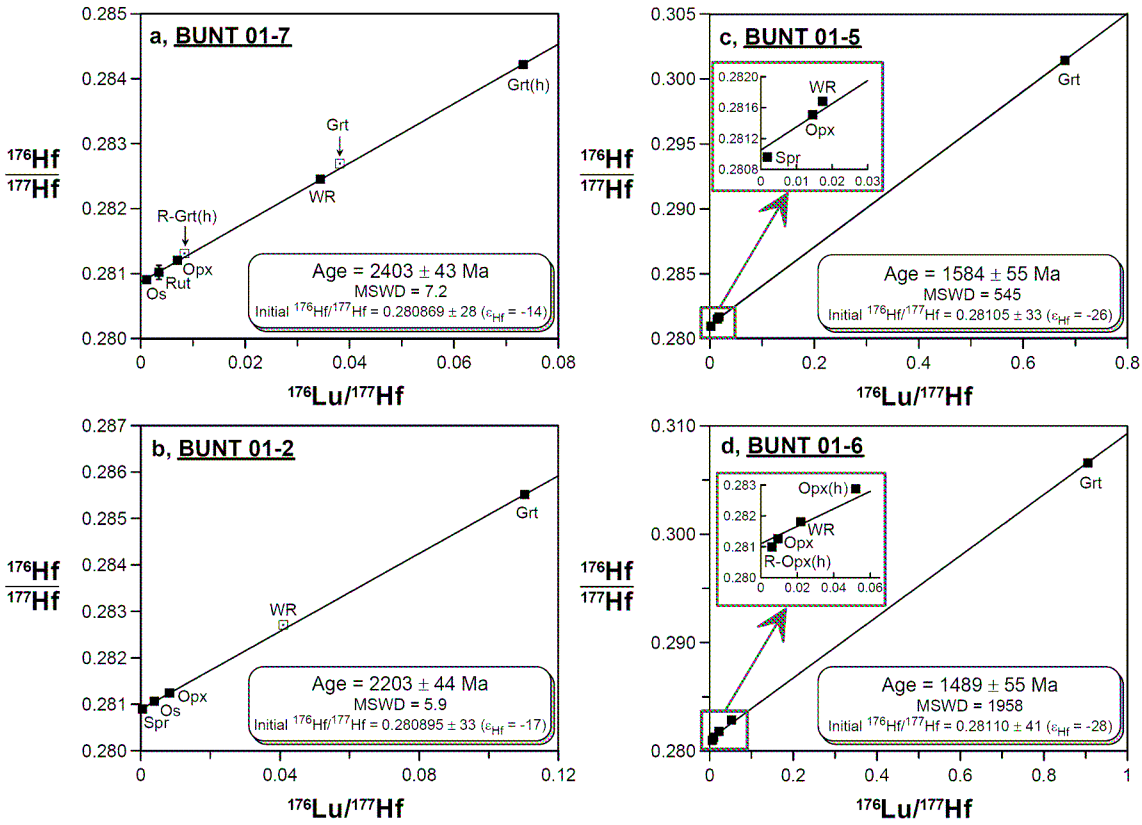 a, BUNT 01-7
0.285
0.284
0.283
0.282
0.281
0.280
0
0.02
0.04
0.06
0.08
¹⁷⁶Hf
¹⁷⁷Hf
¹⁷⁶Lu/¹⁷⁷Hf
Grt(h)
Grt
WR
R-Grt(h)
Opx
Rut
Os
Age = 2403 ± 43 Ma
MSWD = 7.2
Initial ¹⁷⁶Hf/¹⁷⁷Hf = 0.280869 ± 28 (εHf = -14)
c, BUNT 01-5
0.305
0.300
0.295
0.290
0.285
0.280
0
0.2
0.4
0.6
0.8
¹⁷⁶Hf
¹⁷⁷Hf
¹⁷⁶Lu/¹⁷⁷Hf
Grt
0.2820
0.2816
0.2812
0.2808
0
0.01
0.02
0.03
WR
Opx
Spr
Age = 1584 ± 55 Ma
MSWD = 545
Initial ¹⁷⁶Hf/¹⁷⁷Hf = 0.28105 ± 33 (εHf = -26)
b, BUNT 01-2
0.287
0.286
0.285
0.284
0.283
0.282
0.281
0.280
0
0.04
0.08
0.12
¹⁷⁶Hf
¹⁷⁷Hf
¹⁷⁶Lu/¹⁷⁷Hf
Grt
WR
Opx
Os
Spr
Age = 2203 ± 44 Ma
MSWD = 5.9
Initial ¹⁷⁶Hf/¹⁷⁷Hf = 0.280895 ± 33 (εHf = -17)
d, BUNT 01-6
0.310
0.300
0.290
0.280
0
0.2
0.4
0.6
0.8
1
¹⁷⁶Hf
¹⁷⁷Hf
¹⁷⁶Lu/¹⁷⁷Hf
Grt
0.283
0.282
0.281
0.280
0
0.02
0.04
0.06
Opx(h)
WR
Opx
R-Opx(h)
Age = 1489 ± 55 Ma
MSWD = 1958
Initial ¹⁷⁶Hf/¹⁷⁷Hf = 0.28110 ± 41 (εHf = -28)